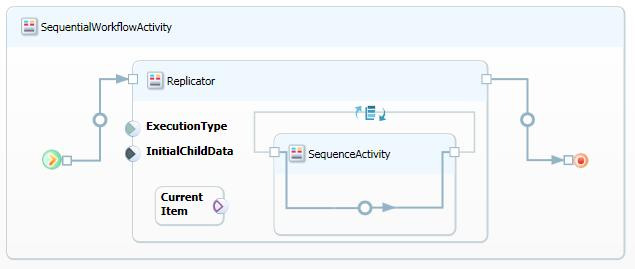 SequentialWorkflowActivity
Replicator
ExecutionType
InitialChildData
SequenceActivity
Current
Item